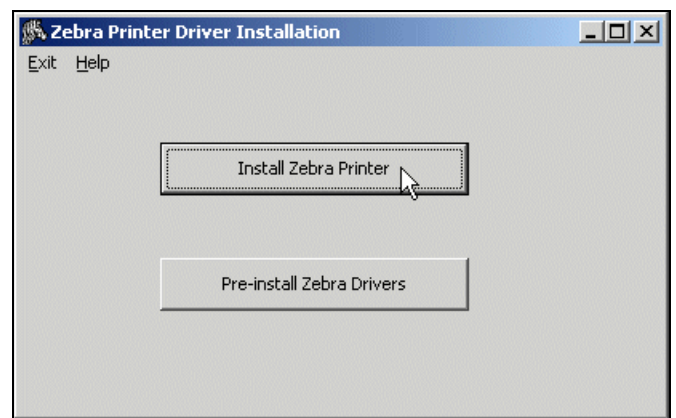 Zebra Printer Driver Installation
Exit Help
Install Zebra Printer
Pre-install Zebra Drivers